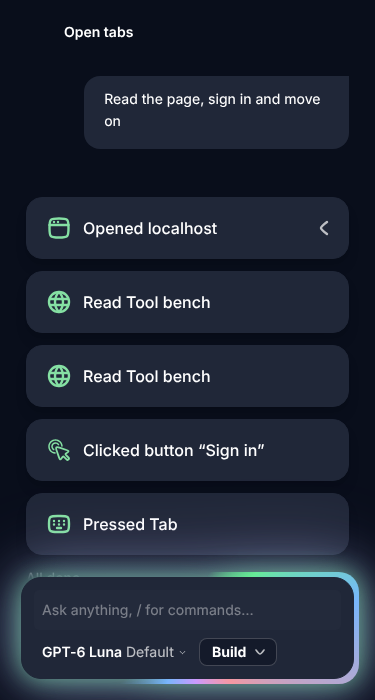 Open tabs
Read the page, sign in and move
on
Opened localhost
Read Tool bench
Read Tool bench
Clicked button “Sign in”
Pressed Tab
Ask anything, / for commands...
GPT-6 Luna Default Build